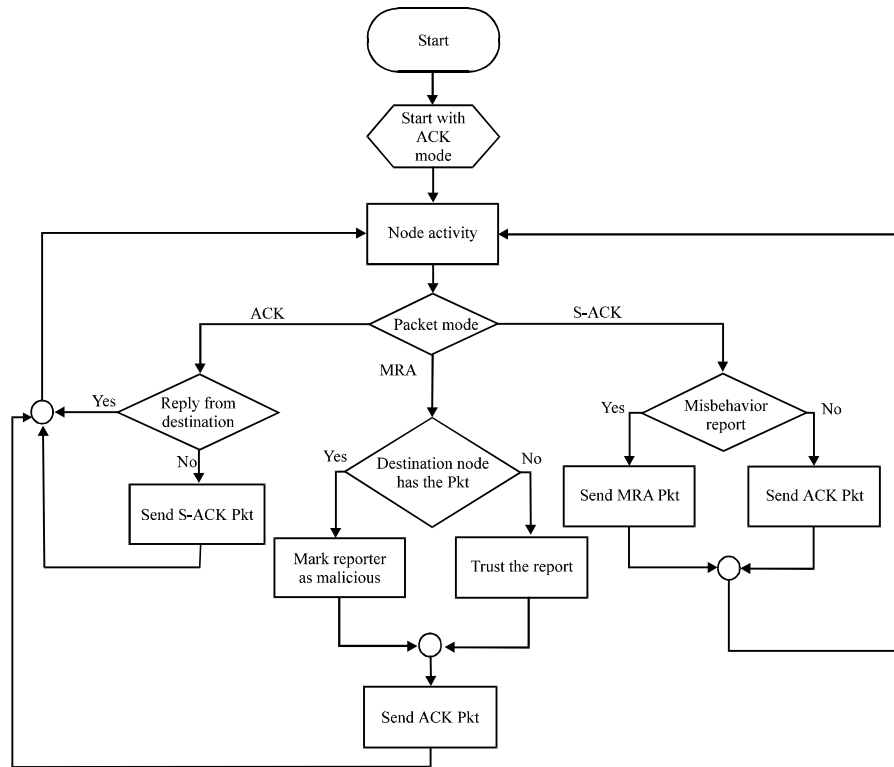 Start
Start with
ACK
mode
Node activity
Packet mode
ACK
S-ACK
MRA
Yes
Reply from
destination
No
Send S-ACK Pkt
Yes
Destination node
has the Pkt
No
Mark reporter
as malicious
Trust the report
Send ACK Pkt
Yes
Misbehavior
report
No
Send MRA Pkt
Send ACK Pkt